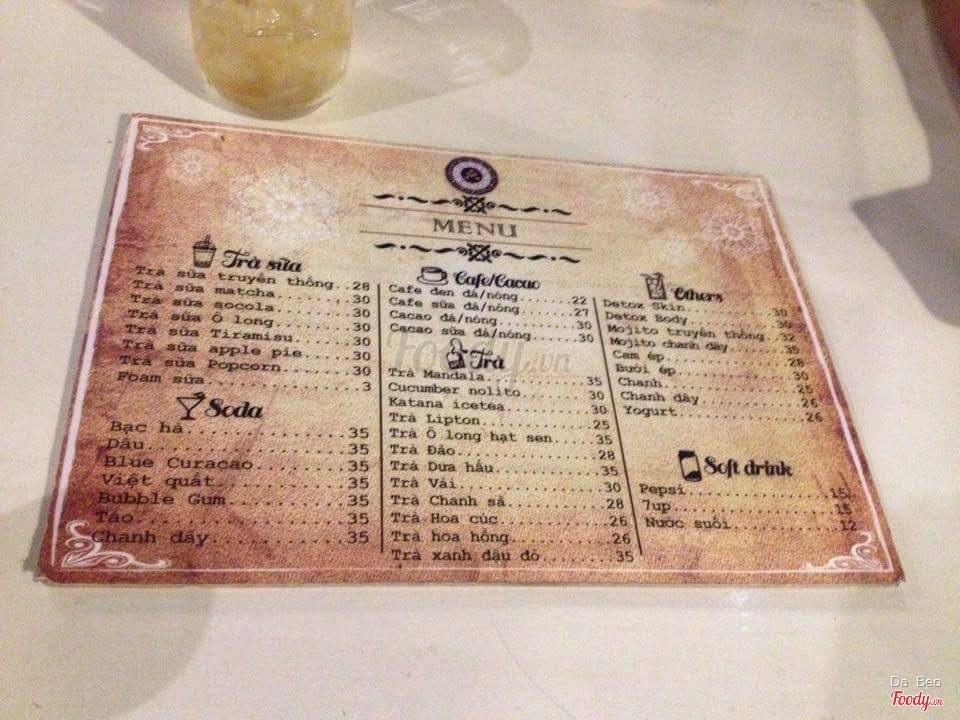 MENU
Trà sữa
Trà sữa truyền thống..28
Trà sữa matcha.........30
Trà sữa socola.........30
Trà sữa Ô long.........30
Trà sữa Tiramisu......30
Trà sữa apple pie.....30
Trà sữa Popcorn.......30
Foam sữa...............3
Soda
Bạc hà................35
Dâu...................35
Blue Curacao..........35
Việt quất.............35
Bubble Gum............35
Táo...................35
Chanh dây.............35
Cafe/Cacao
Cafe đen đá/nóng......22
Cafe sữa đá/nóng......27
Cacao đá/nóng.........30
Cacao sữa đá/nóng.....30
Trà
Trà Mandala...........35
Cucumber nolito.......30
Katana icetea.........30
Trà Lipton............25
Trà Ô long hạt sen....35
Trà Đào...............28
Trà Dưa hấu...........35
Trà Vải...............30
Trà Chanh sả..........28
Trà Hoa cúc...........26
Trà hoa hồng..........26
Trà xanh đậu đỏ.......35
Others
Detox Skin............30
Detox Body............30
Mojito truyền thống.32
Mojito chanh dây......35
Cam ép................28
Bưởi ép...............30
Chanh.................25
Chanh dây.............26
Yogurt................26
Soft drink
Pepsi.................15
7up...................15
Nước suối.............12
Foody.vn
Da Beo
Foody.vn